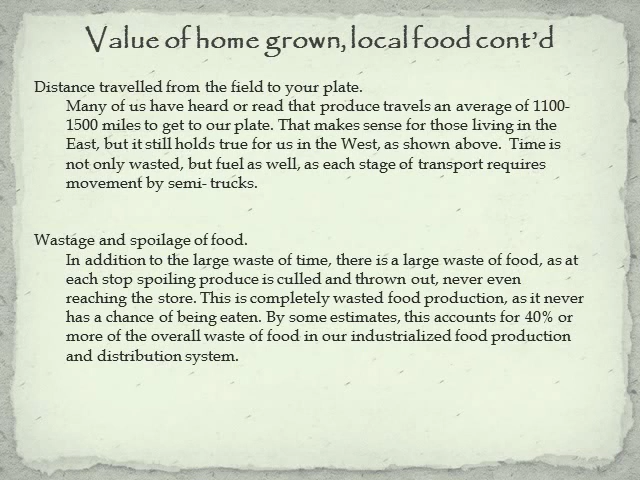 Value of home grown, local food cont’d
Distance travelled from the field to your plate.
Many of us have heard or read that produce travels an average of 1100-
1500 miles to get to our plate. That makes sense for those living in the
East, but it still holds true for us in the West, as shown above. Time is
not only wasted, but fuel as well, as each stage of transport requires
movement by semi- trucks.
Wastage and spoilage of food.
In addition to the large waste of time, there is a large waste of food, as at
each stop spoiling produce is culled and thrown out, never even
reaching the store. This is completely wasted food production, as it never
has a chance of being eaten. By some estimates, this accounts for 40% or
more of the overall waste of food in our industrialized food production
and distribution system.